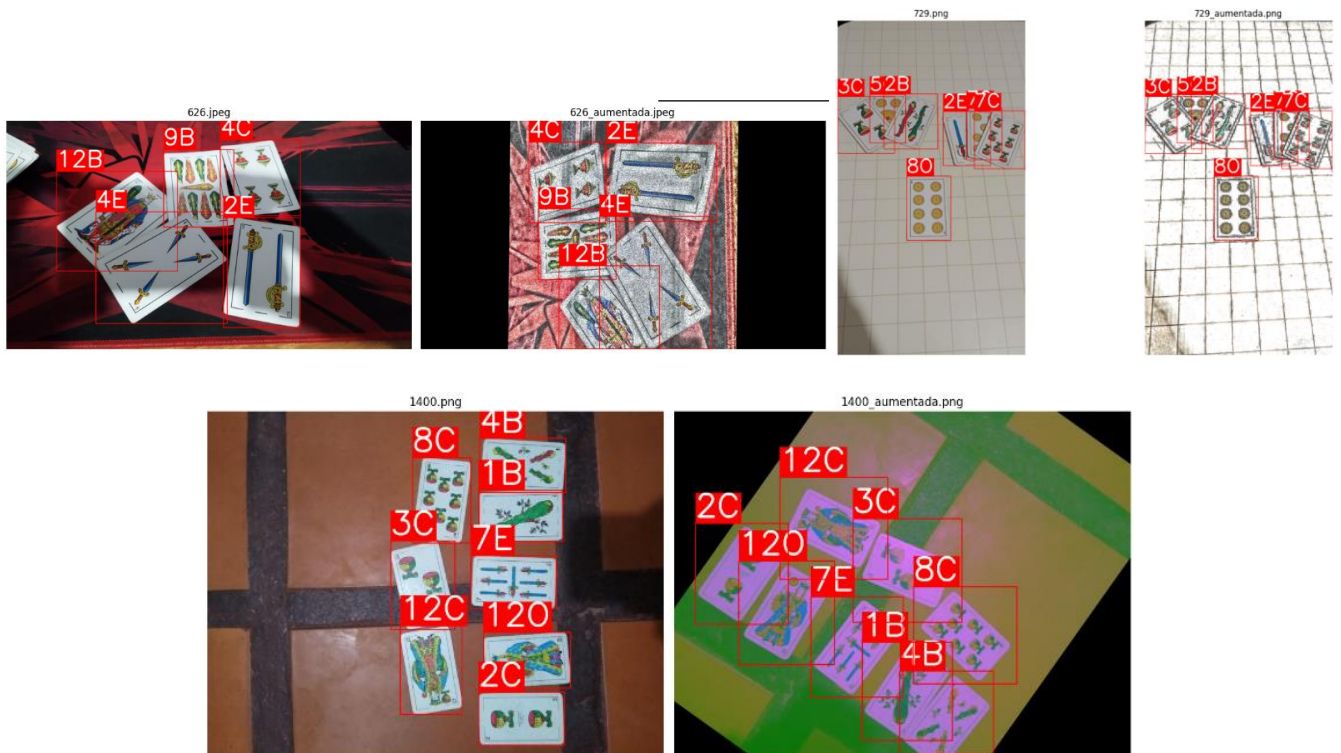 729.png
729_aumentada.png
3C 5 2B
2E 7 7C
8O
3C 5 2B
2E 7 7C
8O
626.jpeg
626_aumentada.jpeg
9B 4C
12B
4E 2E
4C 2E
9B 4E
12B
1400.png
1400_aumentada.png
4B
8C
1B
3C 7E
12C 12O
2C
12C
2C 3C
12O
7E 8C
1B
4B